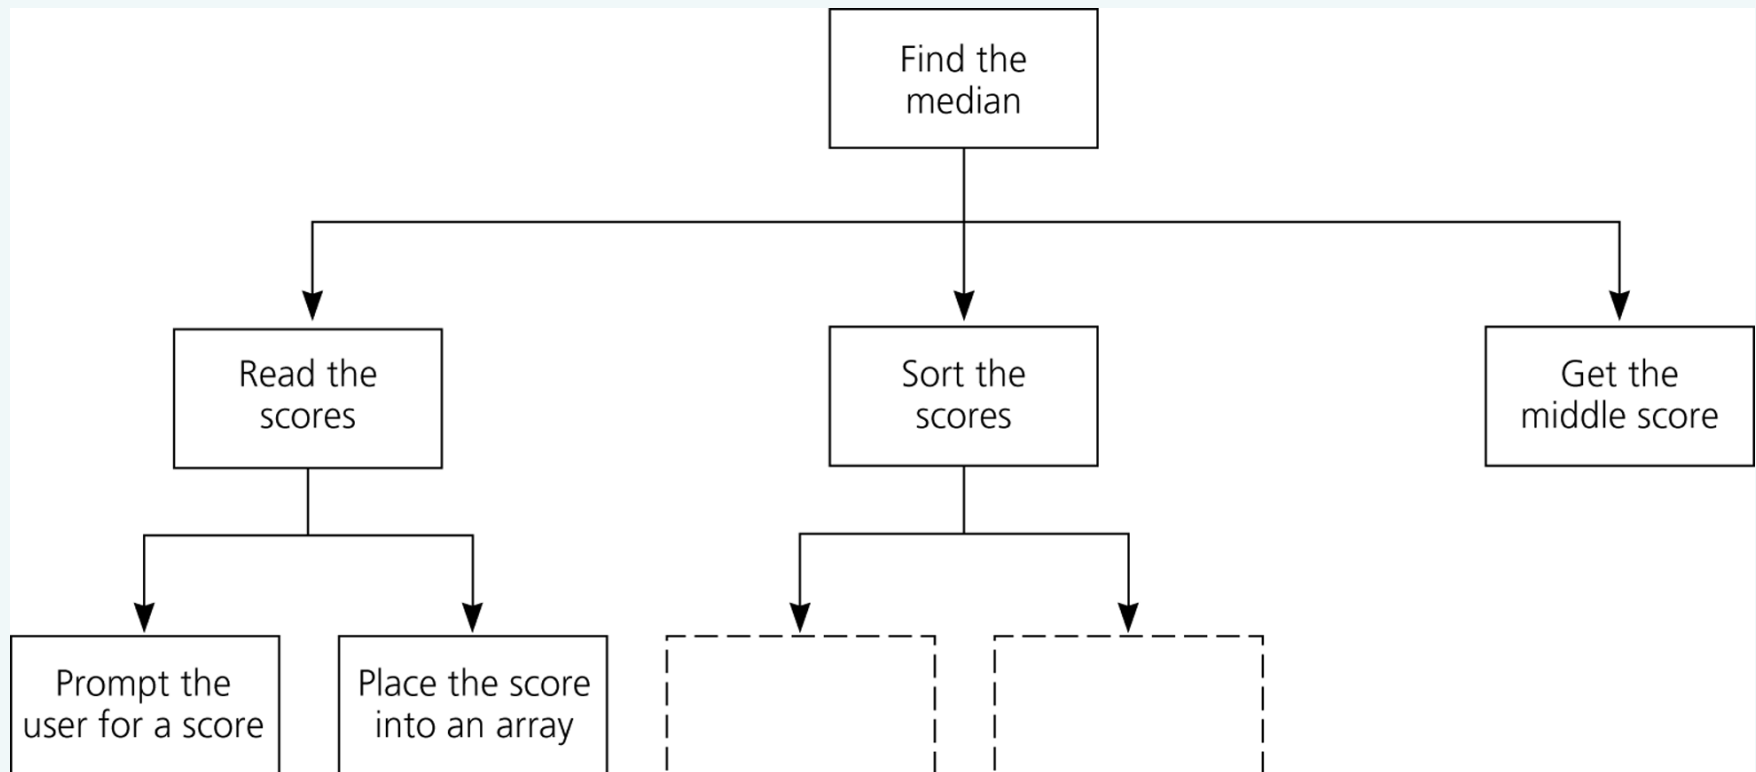 Find the
median
Read the
scores
Sort the
scores
Get the
middle score
Prompt the
user for a score
Place the score
into an array